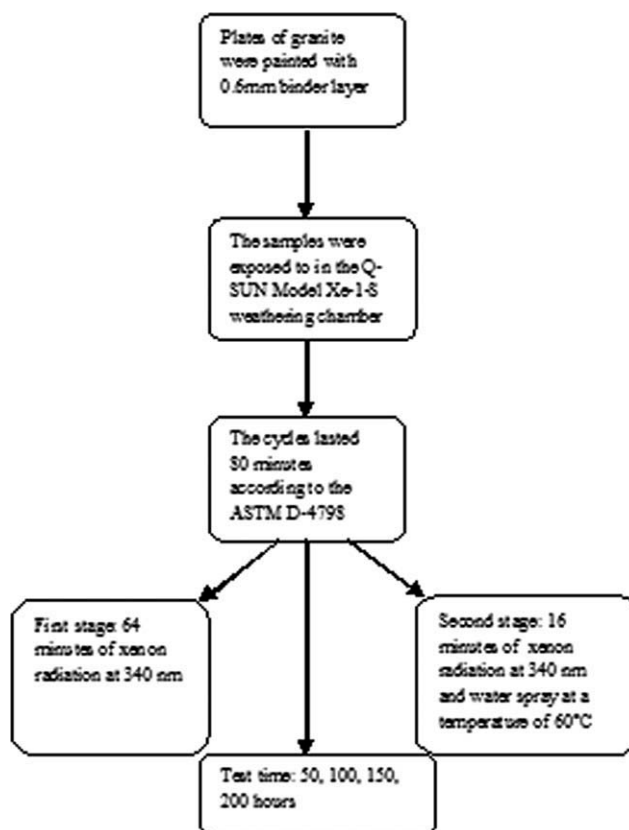 Plates of granite
were painted with
0.6mm binder layer
The samples were
exposed to in the Q-
SUN Model Xe-1-S
weathering chamber
The cycles lasted
80 minutes
according to the
ASTM D-4798
First stage: 64
minutes of xenon
radiation at 340 nm
Second stage: 16
minutes of xenon
radiation at 340 nm
and water spray at a
temperature of 60°C
Test time: 50, 100, 150,
200 hours